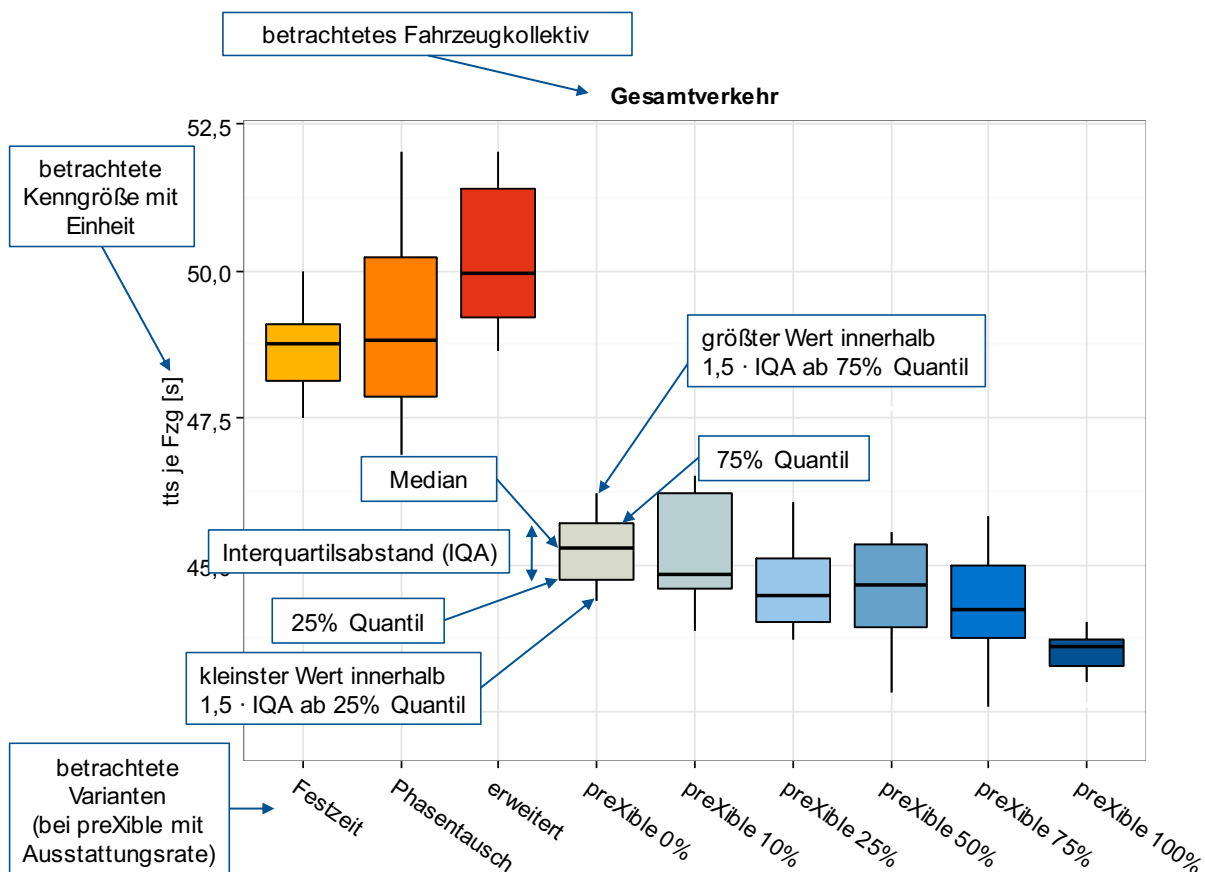 betrachtetes Fahrzeugkollektiv
Gesamtverkehr
52,5
betrachtete
Kenngröße mit
Einheit
50,0
größter Wert innerhalb
1,5 · IQA ab 75% Quantil
tts je Fzg [s]
47,5
75% Quantil
Median
Interquartilsabstand (IQA)
45,0
25% Quantil
kleinster Wert innerhalb
1,5 · IQA ab 25% Quantil
betrachtete
Varianten
(bei preXible mit
Ausstattungsrate)
Festzeit
Phasentausch
erweitert
preXible 0%
preXible 10%
preXible 25%
preXible 50%
preXible 75%
preXible 100%